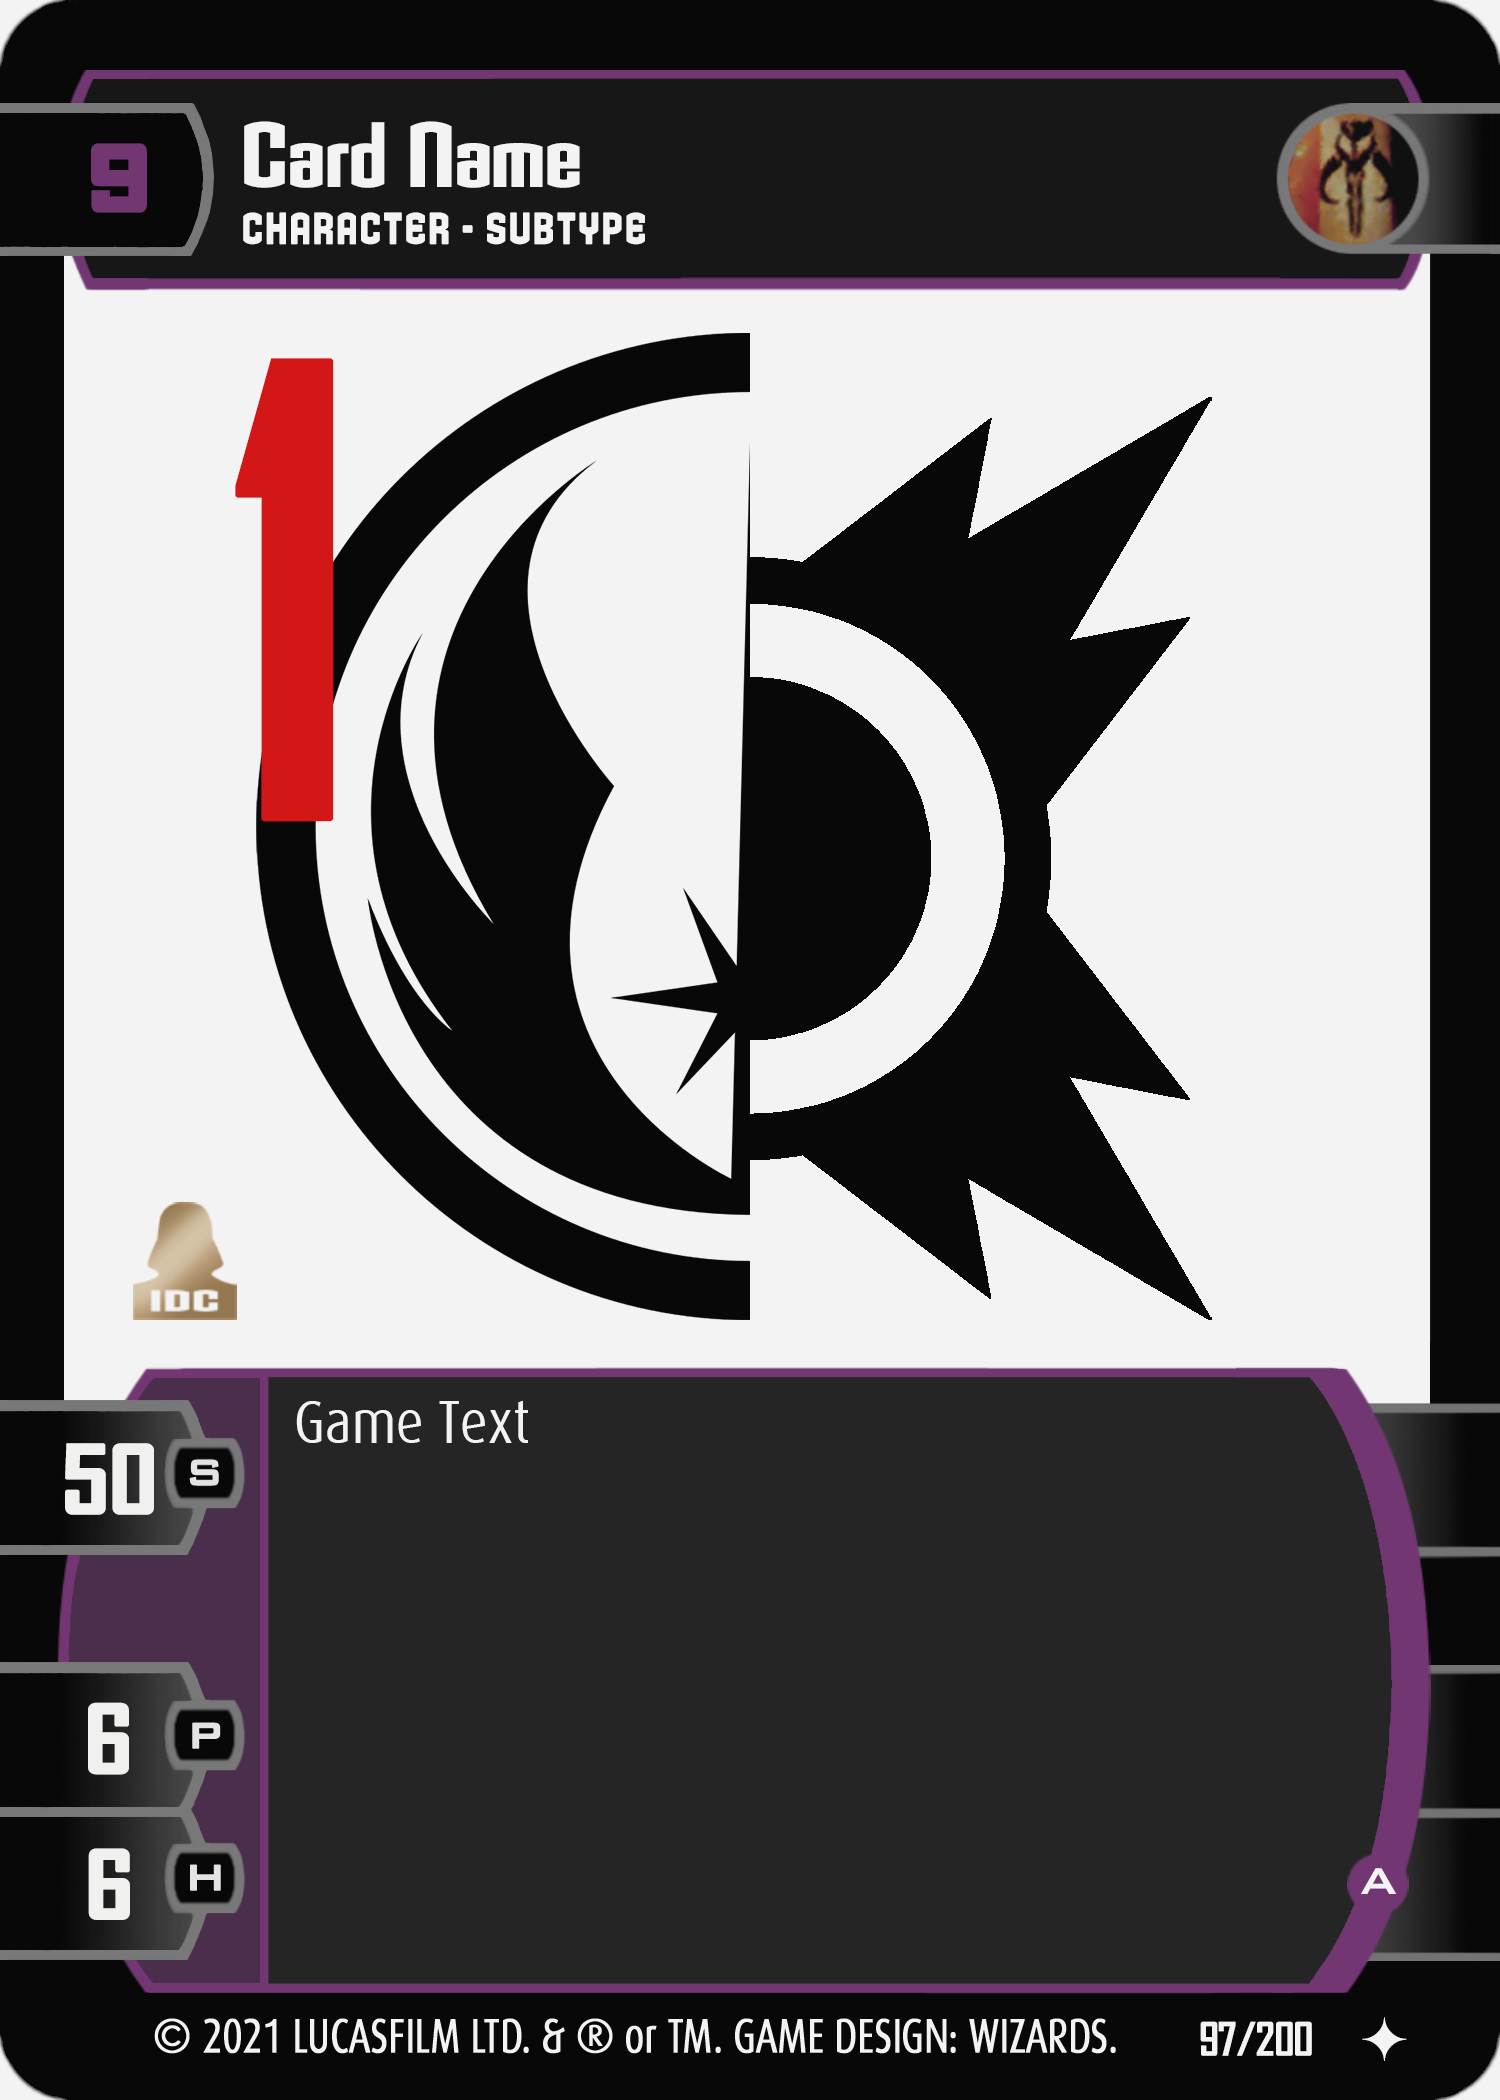 9
Card Name
CHARACTER - SUBTYPE
1
IDC
50 S
Game Text
6 P
6 H
A
© 2021 LUCASFILM LTD. & ® or TM. GAME DESIGN: WIZARDS.
97/200